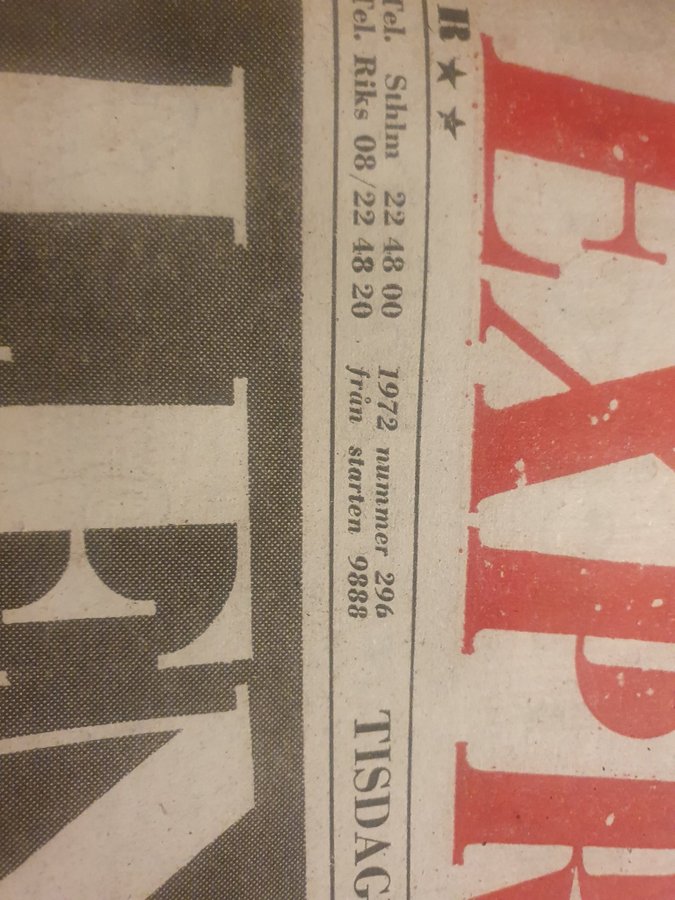 R★★
EXPR
Tel. Sthlm 22 48 00 1972 nummer 296 TISDAG
Tel. Riks 08/22 48 20 från starten 9888